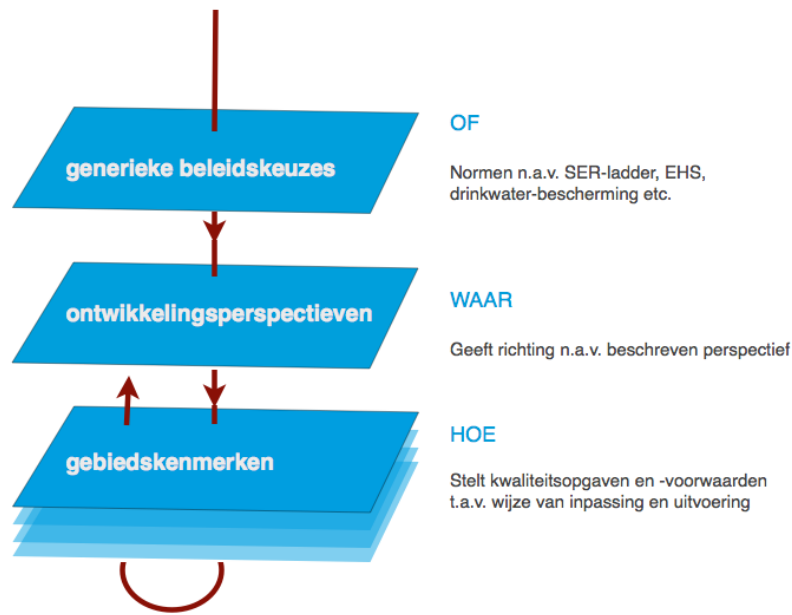 generieke beleidskeuzes
OF
Normen n.a.v. SER-ladder, EHS,
drinkwater-bescherming etc.
ontwikkelingsperspectieven
WAAR
Geeft richting n.a.v. beschreven perspectief
gebiedskenmerken
HOE
Stelt kwaliteitsopgaven en -voorwaarden
t.a.v. wijze van inpassing en uitvoering